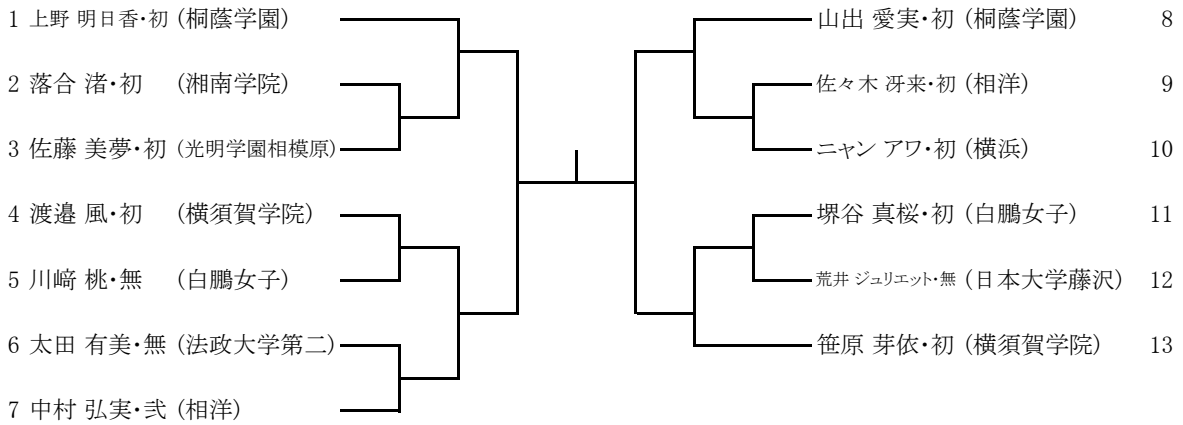 1 上野 明日香・初 (桐蔭学園)
2 落合 渚・初 (湘南学院)
3 佐藤 美夢・初 (光明学園相模原)
4 渡邉 風・初 (横須賀学院)
5 川﨑 桃・無 (白鵬女子)
6 太田 有美・無 (法政大学第二)
7 中村 弘実・弐 (相洋)
山出 愛実・初 (桐蔭学園) 8
佐々木 冴来・初 (相洋) 9
ニャン アワ・初 (横浜) 10
堺谷 真桜・初 (白鵬女子) 11
荒井 ジュリエット・無 (日本大学藤沢) 12
笹原 芽依・初 (横須賀学院) 13